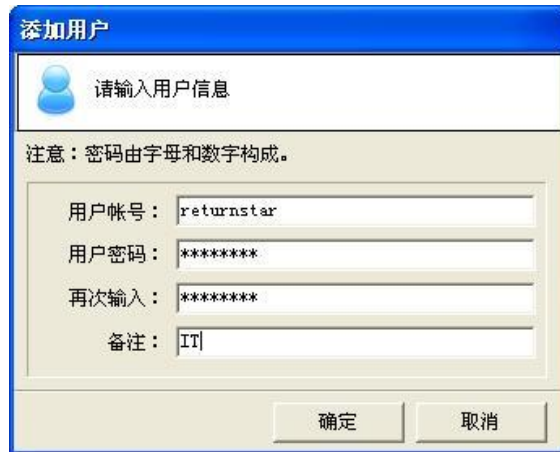 添加用户
请输入用户信息
注意：密码由字母和数字构成。
用户帐号： returnstar
用户密码： ********
再次输入： ********
备注： IT
确定 取消